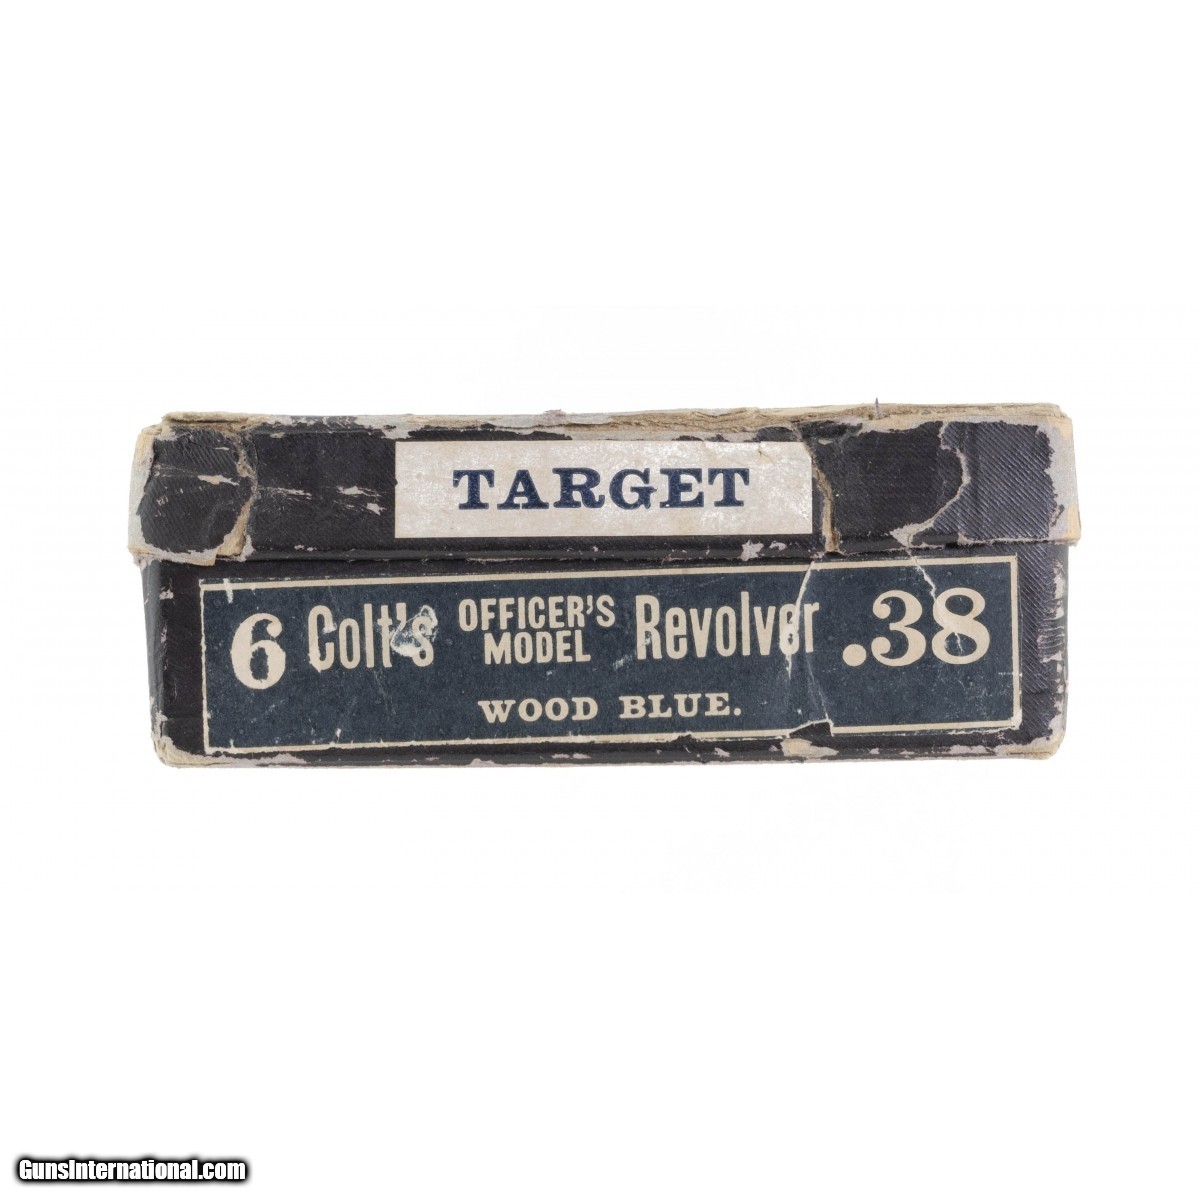 TARGET
6 Colt's OFFICER'S MODEL Revolver .38
WOOD BLUE.
GunsInternational.com